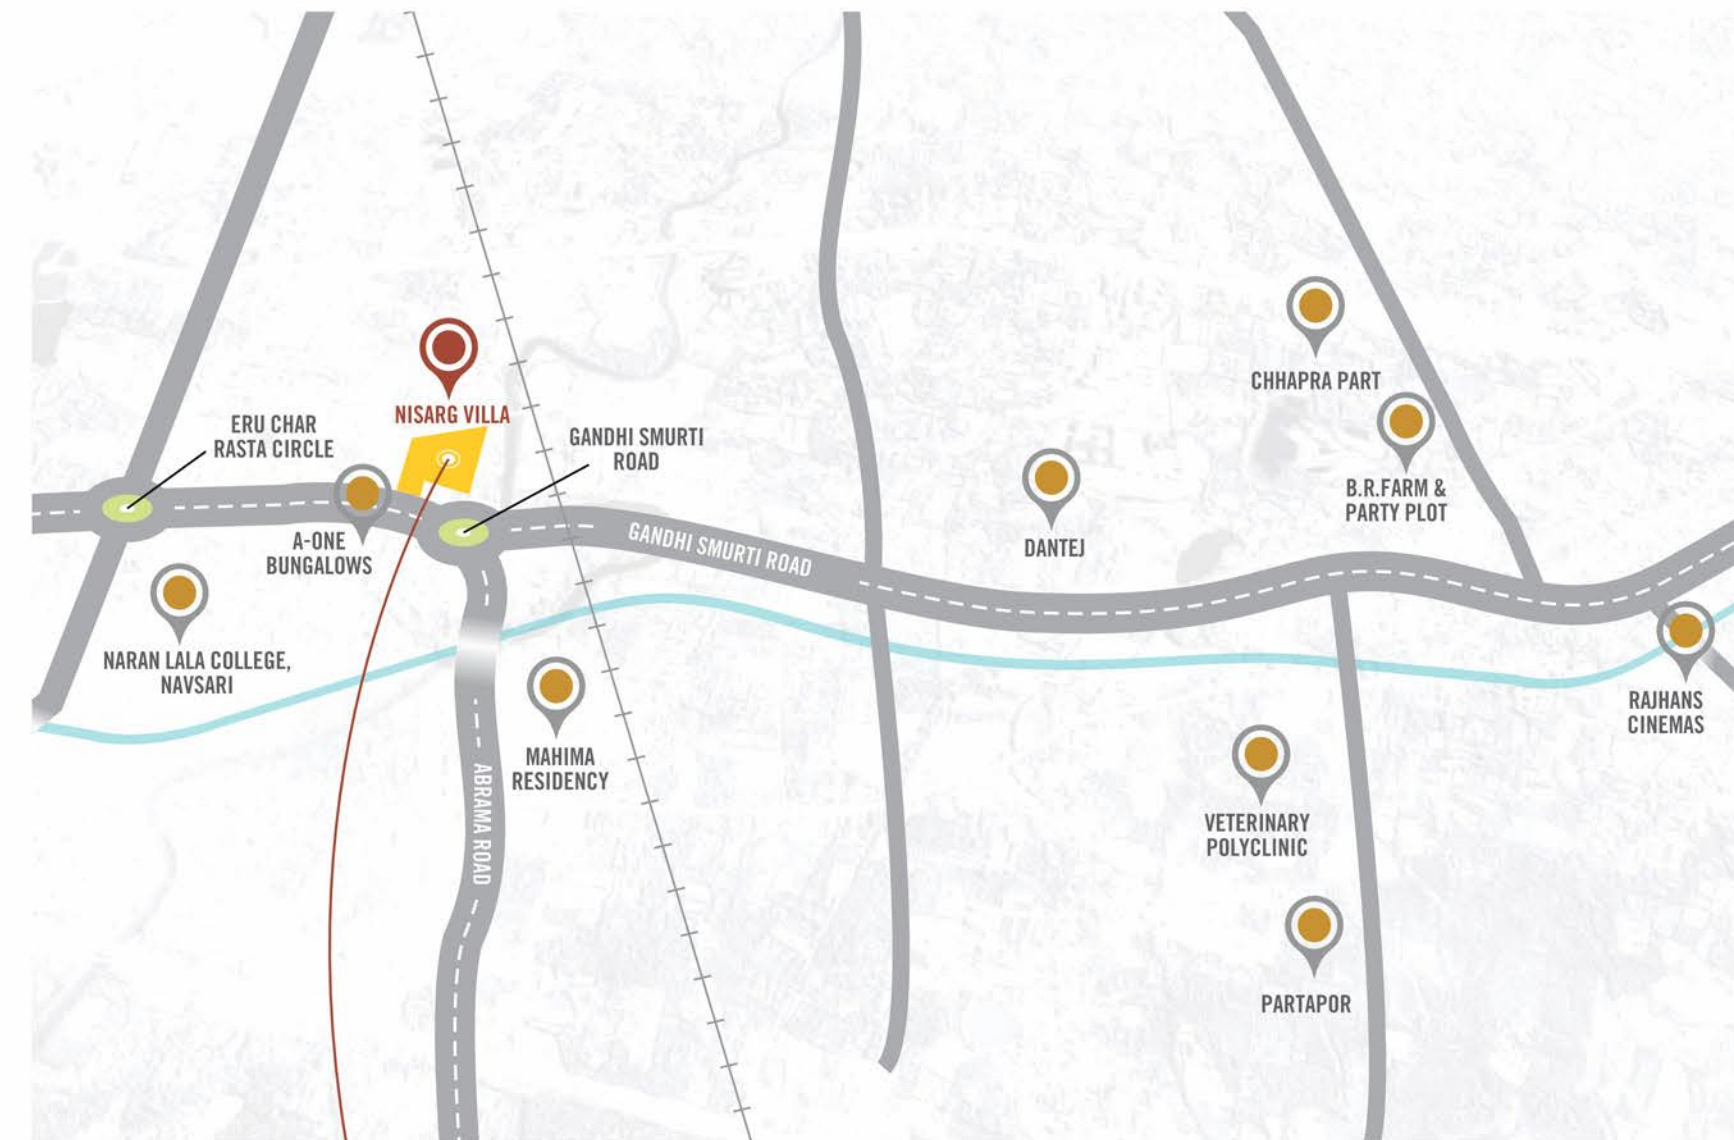 CHHAPRA PART
NISARG VILLA
ERU CHAR
RASTA CIRCLE
GANDHI SMURTI
ROAD
B.R.FARM &
PARTY PLOT
GANDHI SMURTI ROAD
DANTEJ
A-ONE
BUNGALOWS
NARAN LALA COLLEGE,
NAVSARI
RAJHANS
CINEMAS
MAHIMA
RESIDENCY
ABRAMA ROAD
VETERINARY
POLYCLINIC
PARTAPOR